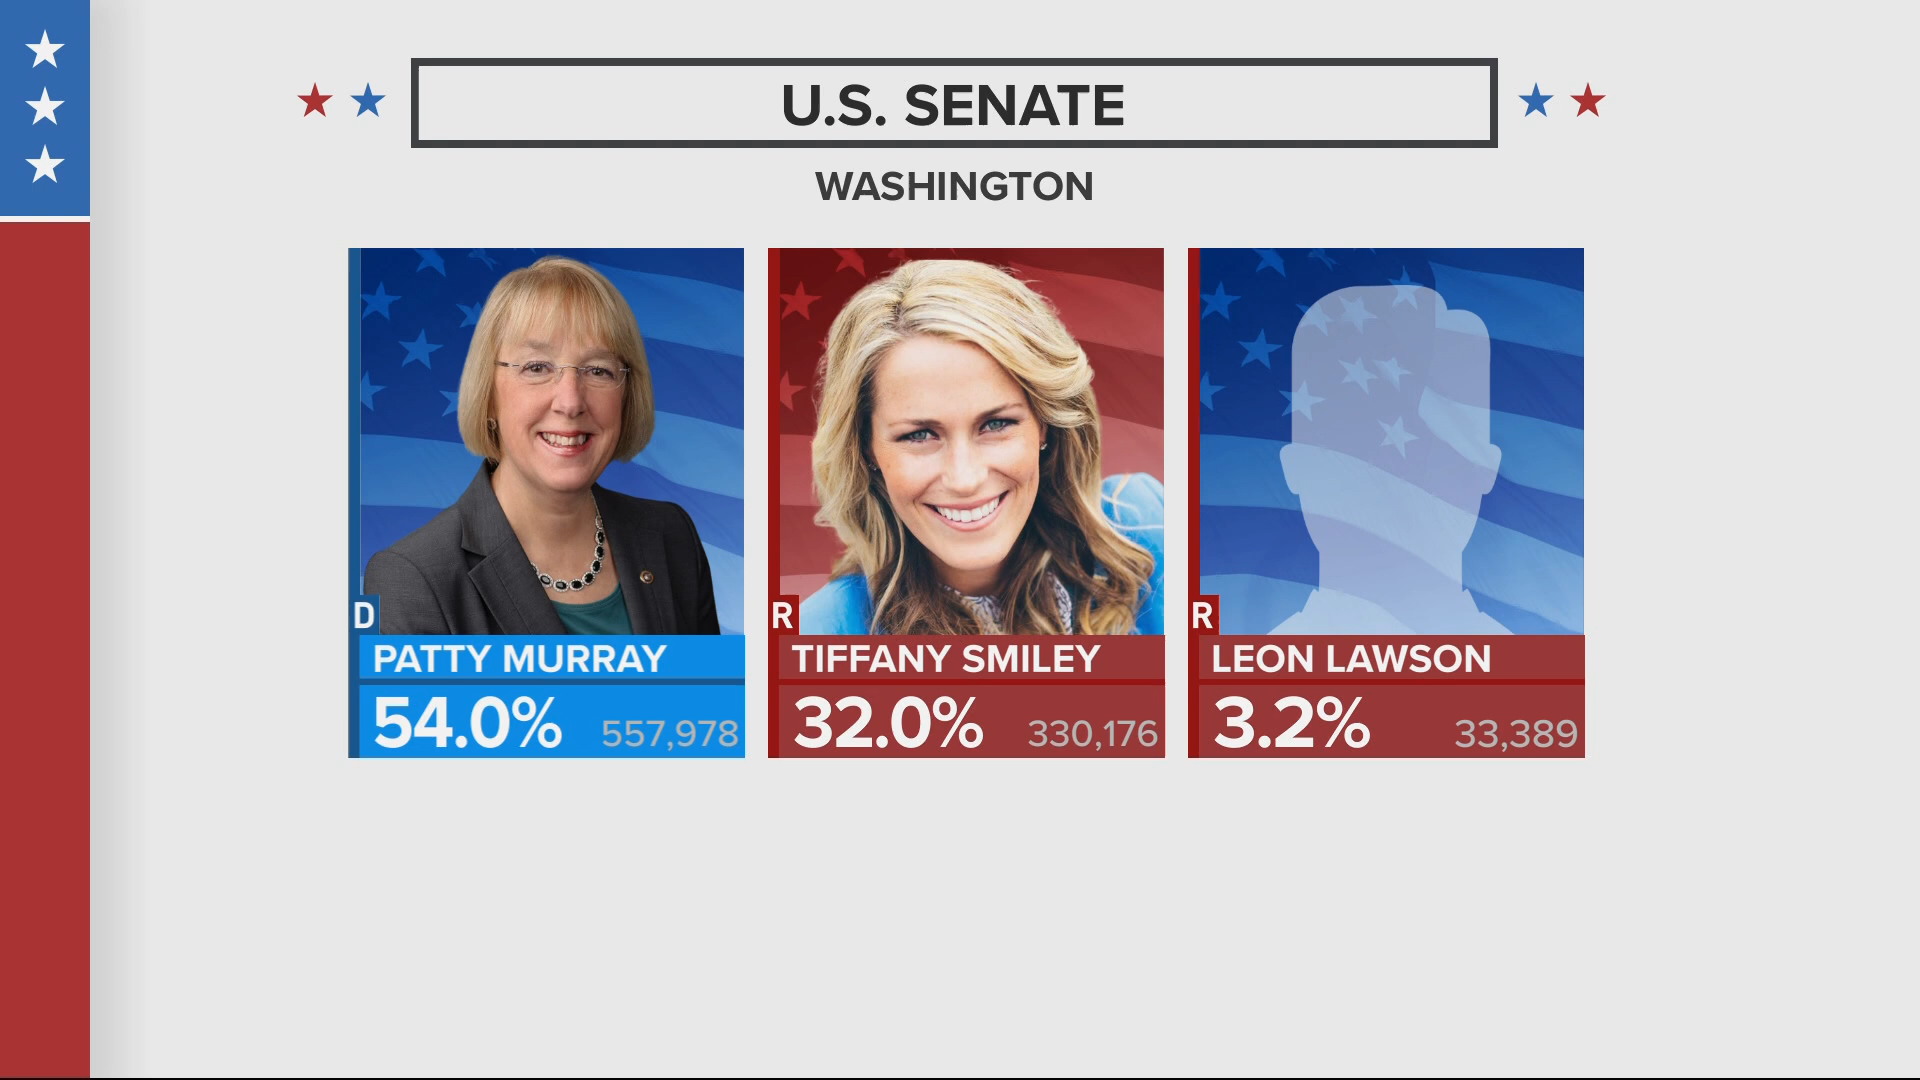 U.S. SENATE
WASHINGTON
D
PATTY MURRAY
54.0% 557,978
R
TIFFANY SMILEY
32.0% 330,176
R
LEON LAWSON
3.2% 33,389